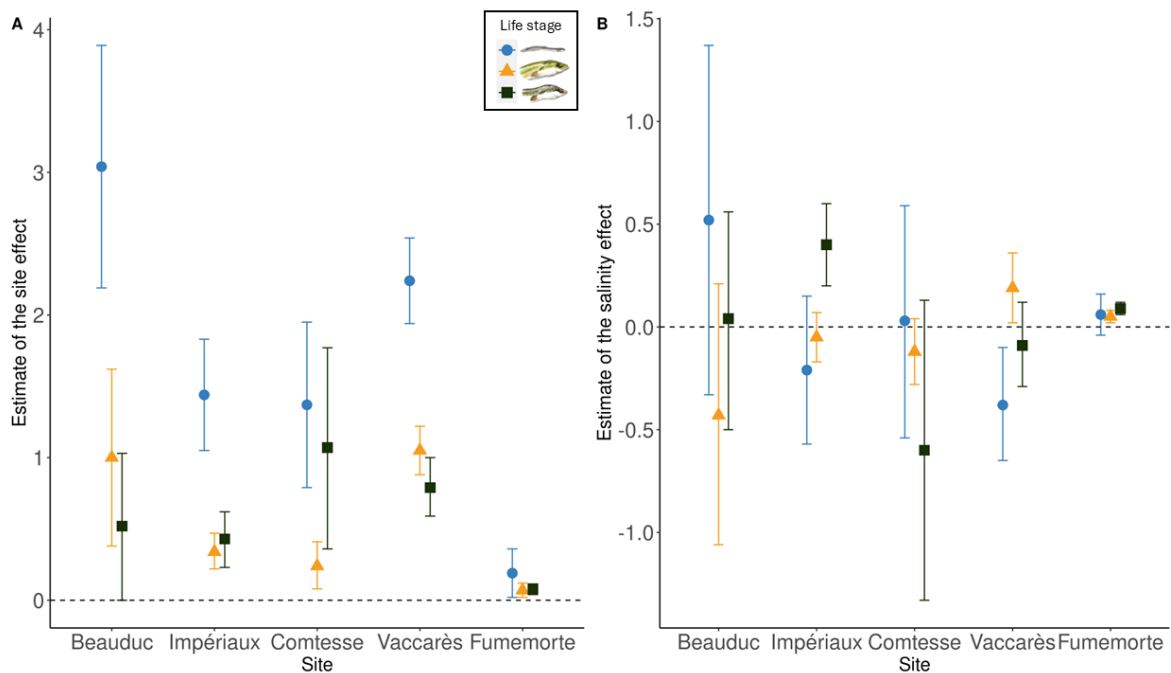 A
Estimate of the site effect
4
3
2
1
0
Beauduc Impériaux Comtesse Vaccarès Fumemorte
Site
Life stage
B
Estimate of the salinity effect
1.5
1.0
0.5
0.0
-0.5
-1.0
Beauduc Impériaux Comtesse Vaccarès Fumemorte
Site